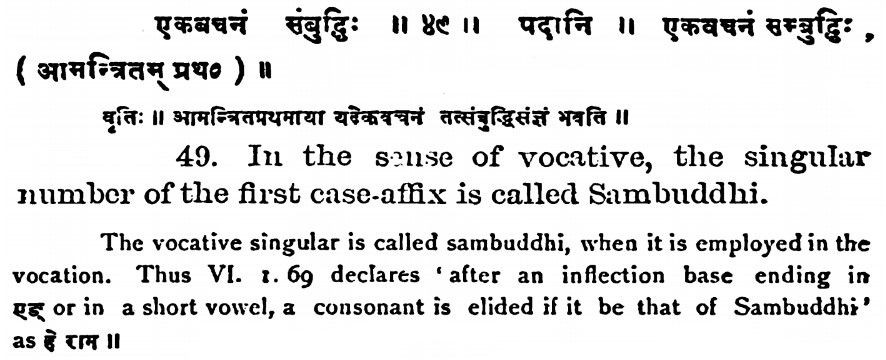 एकबचनं संबुद्धिः ॥ ४९ ॥ पदानि ॥ एकवचनं सम्बुद्धिः,
( आमन्त्रितम् प्रथ० ) ॥
वृतिः ॥ आमन्त्रितप्रथमाया यदेकवचनं तत्संबुद्धिसंज्ञं भवति ॥
49. In the sense of vocative, the singular
number of the first case-affix is called Sambuddhi.
The vocative singular is called sambuddhi, when it is employed in the
vocation. Thus VI. 1. 69 declares 'after an inflection base ending in
एङ् or in a short vowel, a consonant is elided if it be that of Sambuddhi'
as हे राम ॥